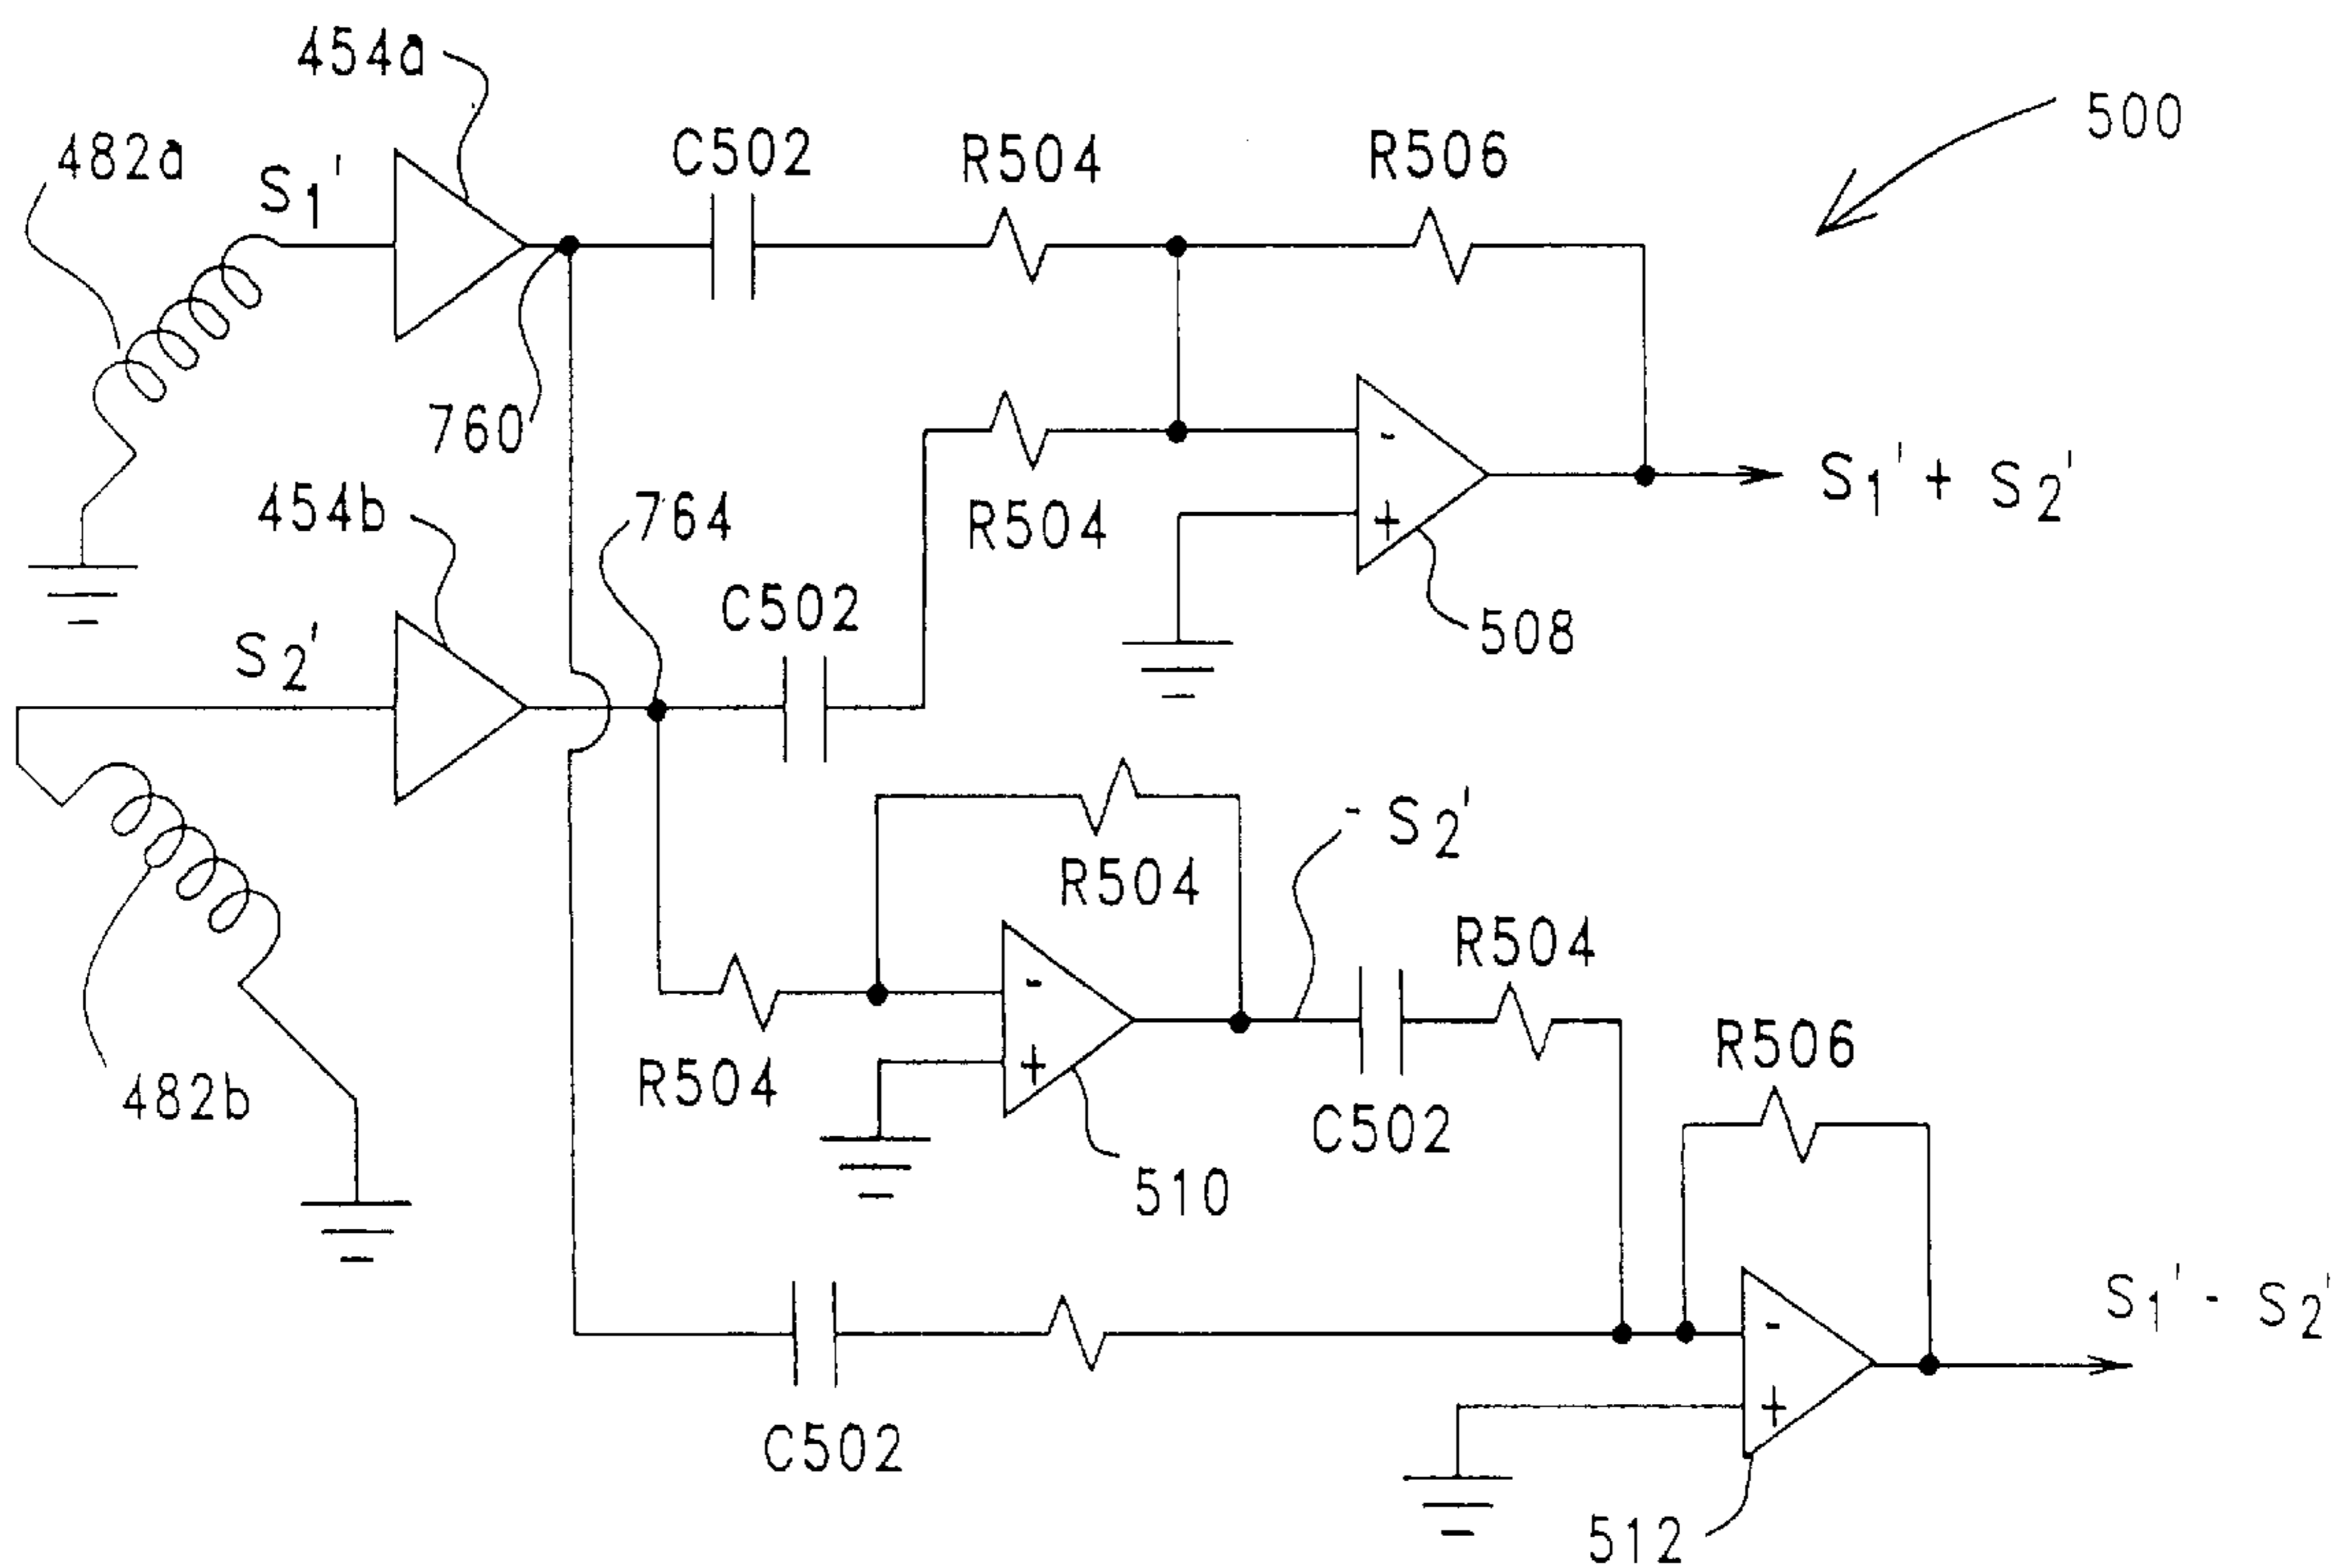 454a
500
C502
R504
R506
482a
S1'
760
454b
764
R504
S1' + S2'
C502
508
S2'
-
+
- S2'
R504
R504
482b
R504
-
+
C502
510
R506
S1' - S2'
-
+
C502
512